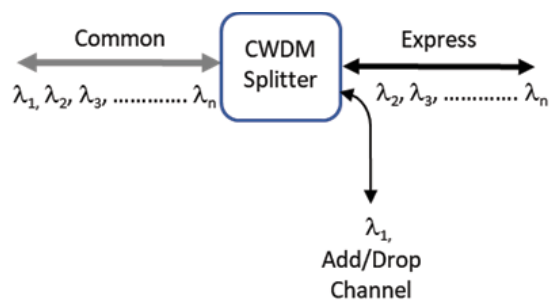 Common
CWDM
Splitter
Express
λ1, λ2, λ3, ............. λn
λ2, λ3, ............. λn
λ1,
Add/Drop
Channel